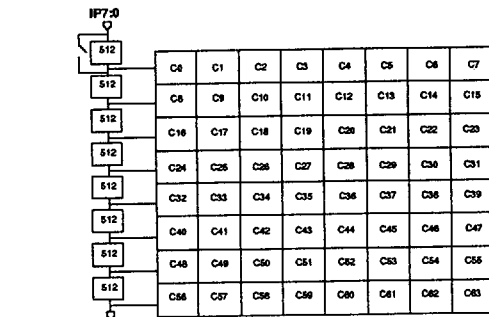 IP7:0
512
512
512
512
512
512
512
512
C0 C1 C2 C3 C4 C5 C6 C7
C8 C9 C10 C11 C12 C13 C14 C15
C16 C17 C18 C19 C20 C21 C22 C23
C24 C25 C26 C27 C28 C29 C30 C31
C32 C33 C34 C35 C36 C37 C38 C39
C40 C41 C42 C43 C44 C45 C46 C47
C48 C49 C50 C51 C52 C53 C54 C55
C56 C57 C58 C59 C60 C61 C62 C63